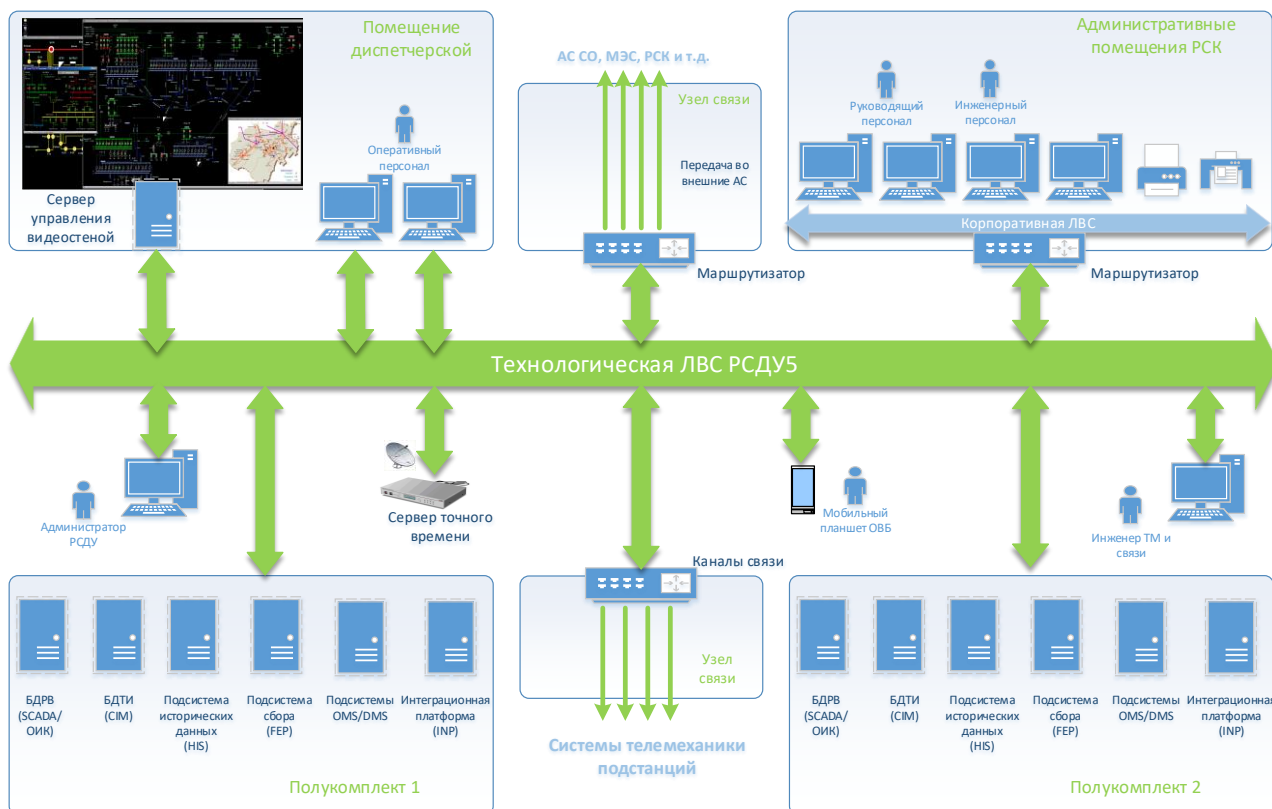 Помещение
диспетчерской
Оперативный
персонал
Сервер
управления
видеостеной
АС СО, МЭС, РСК и т.д.
Узел связи
Передача во
внешние АС
Маршрутизатор
Административные
помещения РСК
Руководящий
персонал
Инженерный
персонал
Корпоративная ЛВС
Маршрутизатор
Технологическая ЛВС РСДУ5
Администратор
РСДУ
Сервер точного
времени
Мобильный
планшет ОВБ
Инженер ТМ и
связи
Каналы связи
Узел
связи
Системы телемеханики
подстанций
БДРВ
(SCADA/
ОИК)
БДТИ
(CIM)
Подсистема
исторических
данных
(HIS)
Подсистема
сбора
(FEP)
Подсистемы
OMS/DMS
Интеграционная
платформа
(INP)
Полукомплект 1
БДРВ
(SCADA/
ОИК)
БДТИ
(CIM)
Подсистема
исторических
данных
(HIS)
Подсистема
сбора
(FEP)
Подсистемы
OMS/DMS
Интеграционная
платформа
(INP)
Полукомплект 2